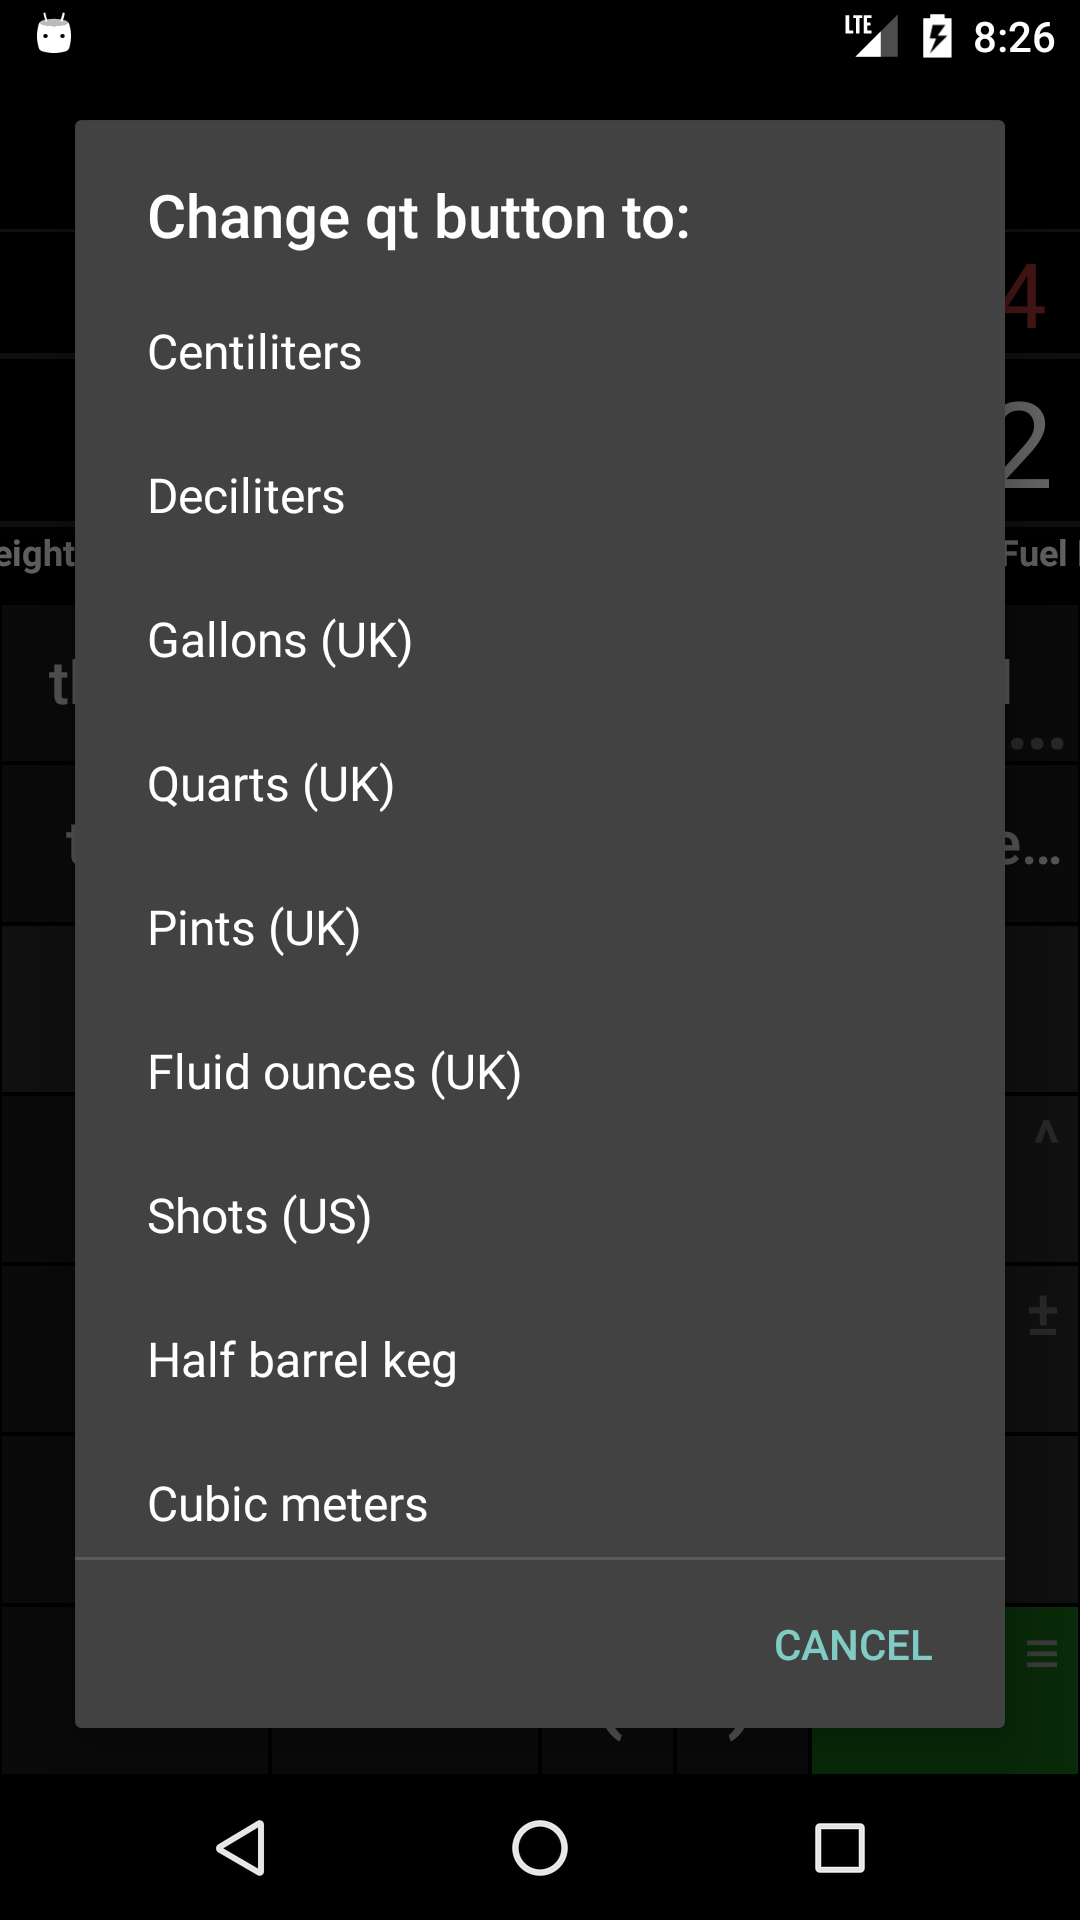 LTE 8:26
Change qt button to:
4
Centiliters
Deciliters
2
eight
Fuel
Gallons (UK)
Quarts (UK)
e...
Pints (UK)
Fluid ounces (UK)
^
Shots (US)
±
Half barrel keg
Cubic meters
CANCEL